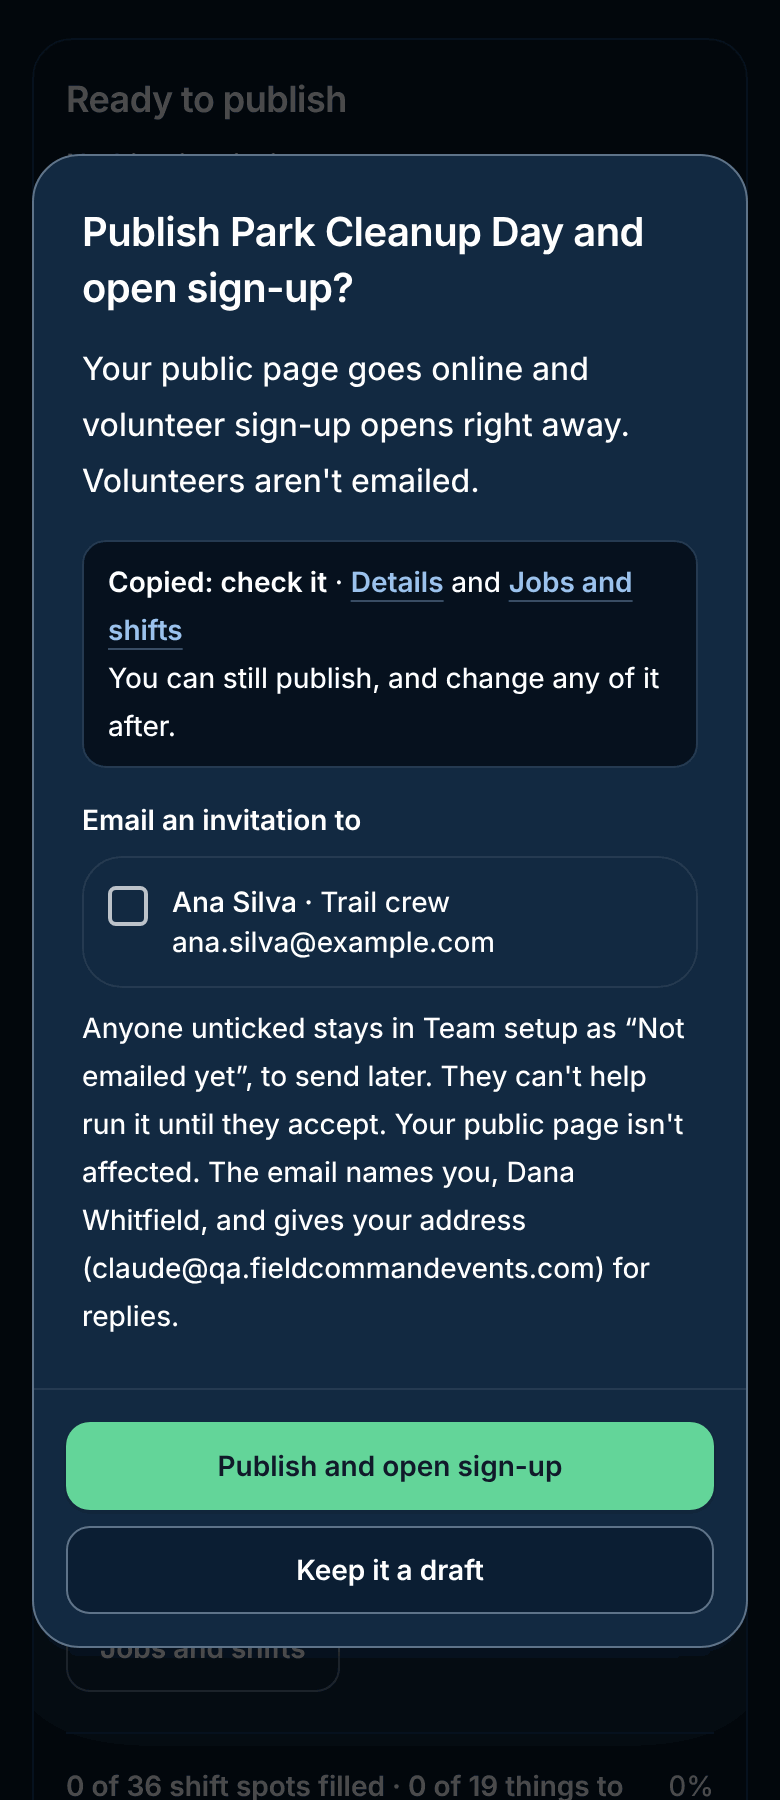 Ready to publish
Publish Park Cleanup Day and
open sign-up?
Your public page goes online and
volunteer sign-up opens right away.
Volunteers aren't emailed.
Copied: check it · Details and Jobs and
shifts
You can still publish, and change any of it
after.
Email an invitation to
Ana Silva · Trail crew
ana.silva@example.com
Anyone unticked stays in Team setup as “Not
emailed yet”, to send later. They can't help
run it until they accept. Your public page isn't
affected. The email names you, Dana
Whitfield, and gives your address
(claude@qa.fieldcommandevents.com) for
replies.
Publish and open sign-up
Keep it a draft
Jobs and shifts
0 of 36 shift spots filled · 0 of 19 things to 0%